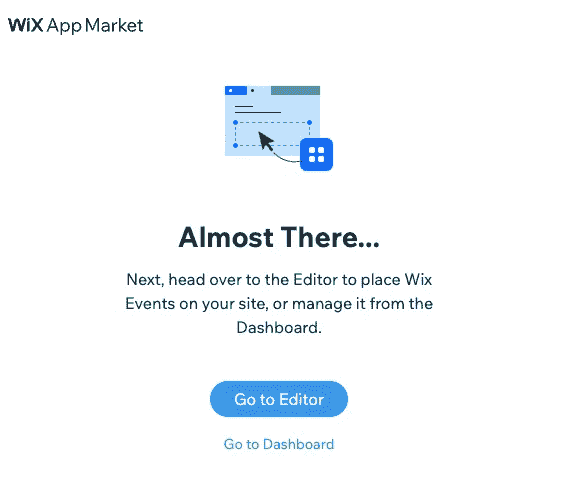 WiX App Market
Almost There...
Next, head over to the Editor to place Wix
Events on your site, or manage it from the
Dashboard.
Go to Editor
Go to Dashboard